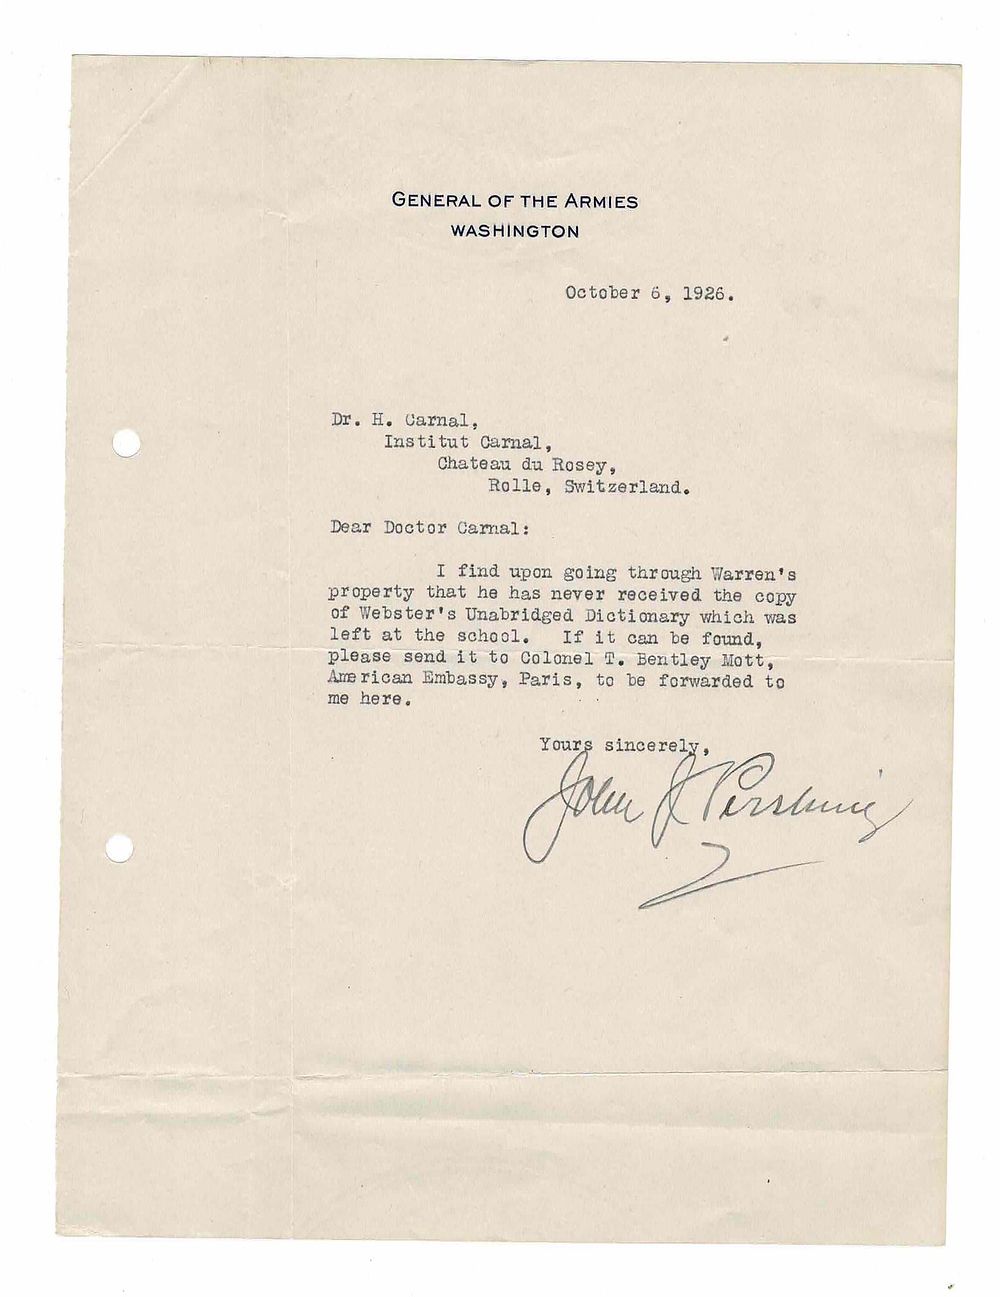 GENERAL OF THE ARMIES
WASHINGTON
October 6, 1926.
Dr. H. Carnal,
Institut Carnal,
Chateau du Rosey,
Rolle, Switzerland.
Dear Doctor Carnal:
I find upon going through Warren's
property that he has never received the copy
of Webster's Unabridged Dictionary which was
left at the school. If it can be found,
please send it to Colonel T. Bentley Mott,
American Embassy, Paris, to be forwarded to
me here.
Yours sincerely,
John J Pershing